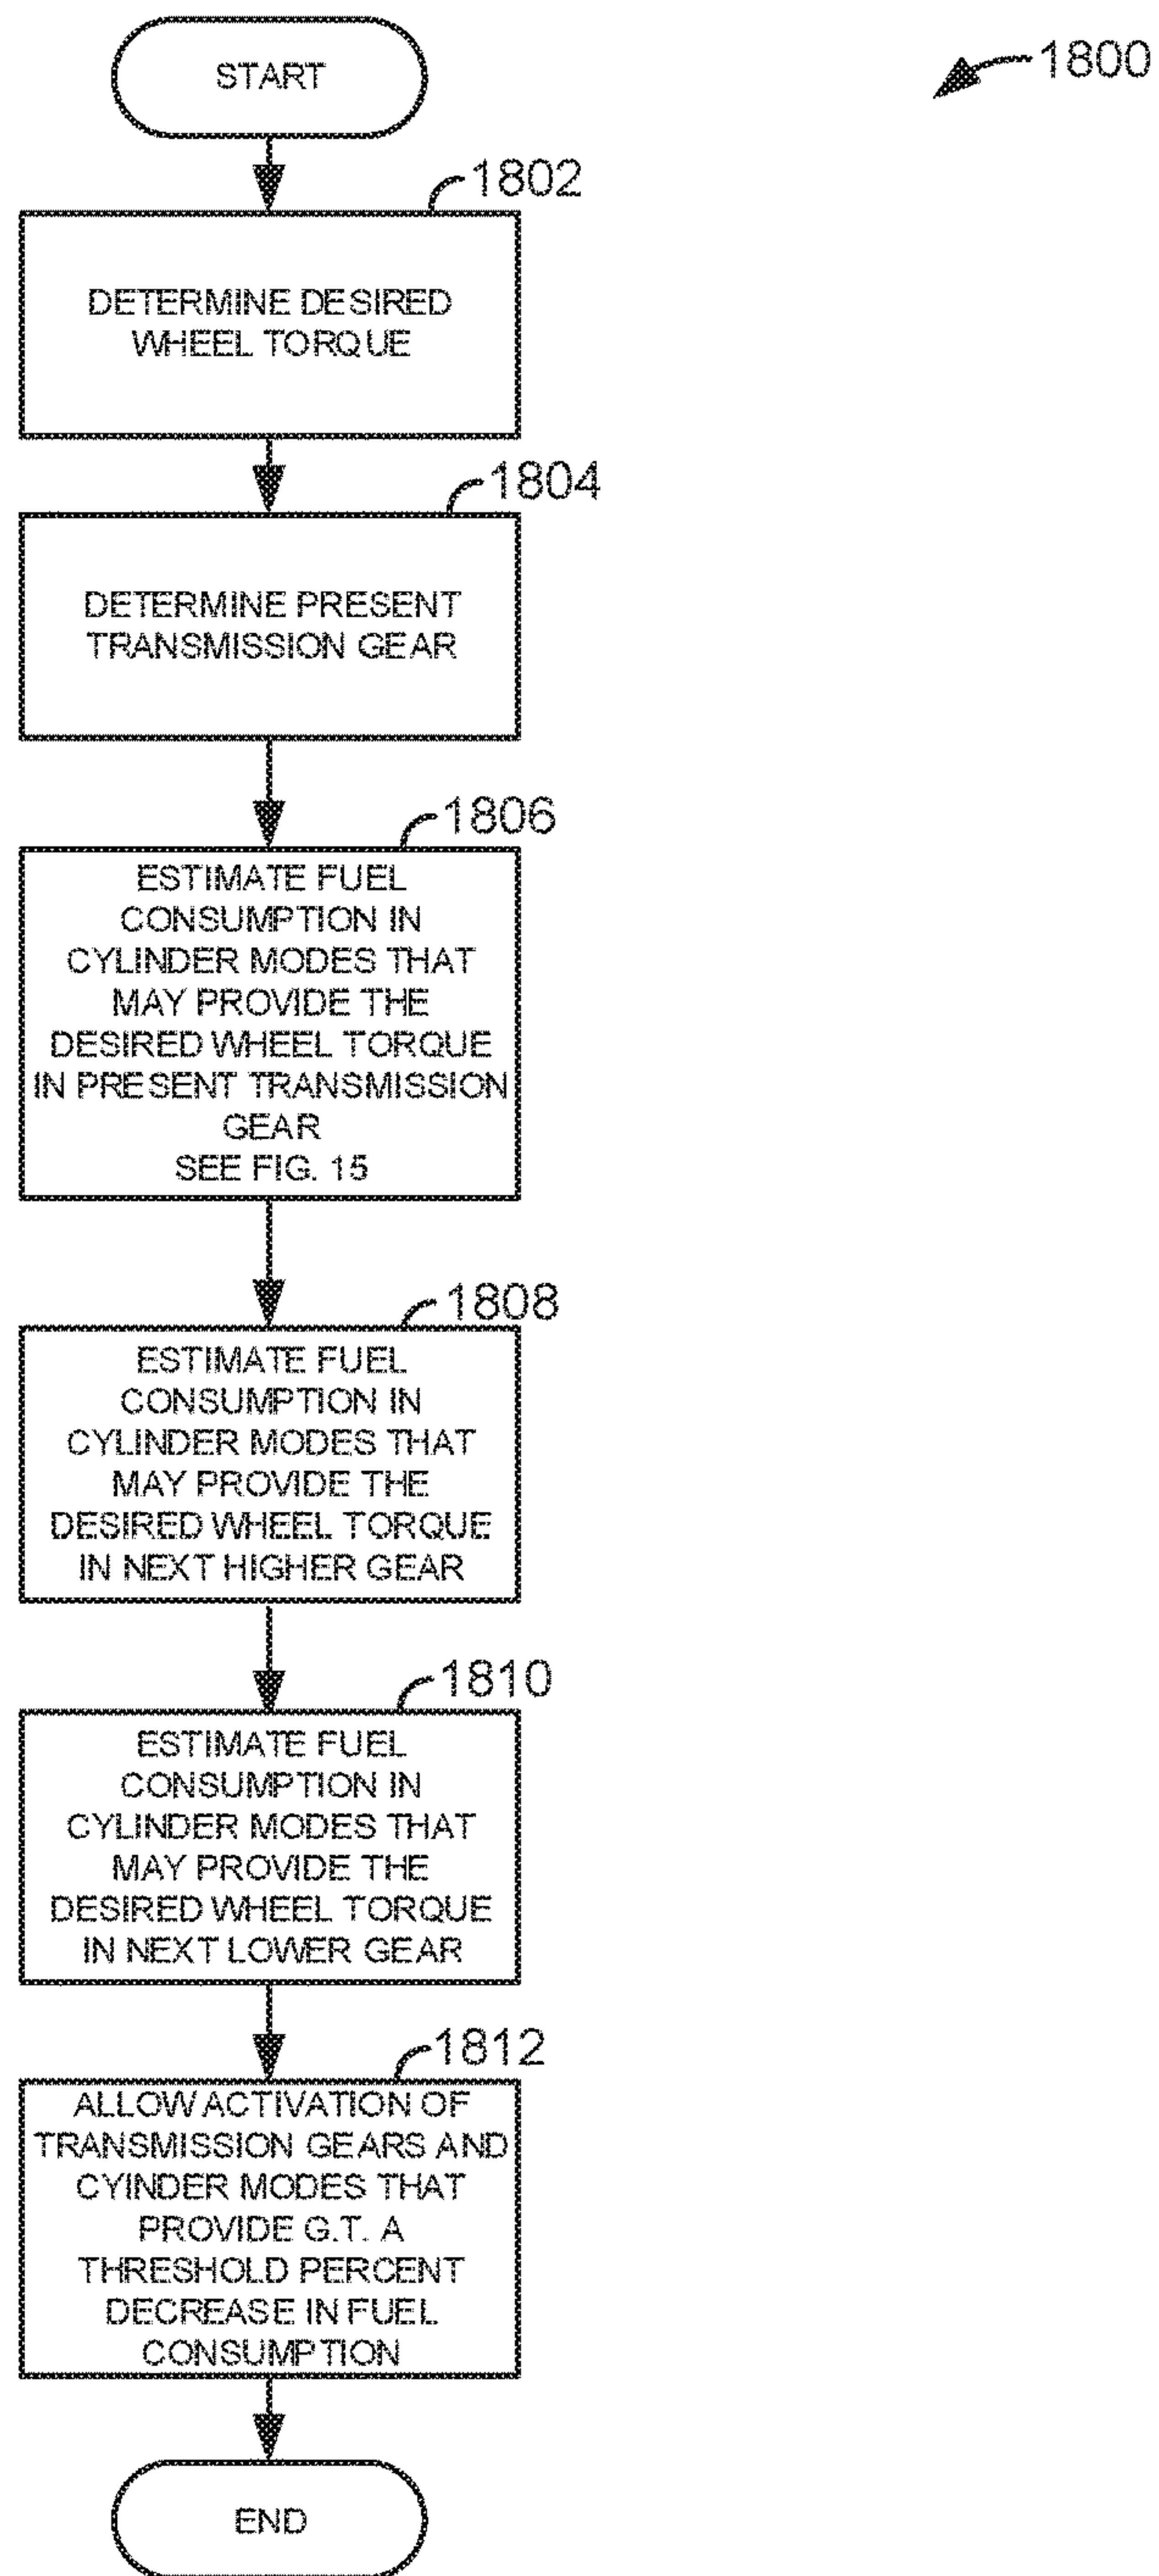 START
1800
1802
DETERMINE DESIRED
WHEEL TORQUE
1804
DETERMINE PRESENT
TRANSMISSION GEAR
1806
ESTIMATE FUEL
CONSUMPTION IN
CYLINDER MODES THAT
MAY PROVIDE THE
DESIRED WHEEL TORQUE
IN PRESENT TRANSMISSION
GEAR
SEE FIG. 15
1808
ESTIMATE FUEL
CONSUMPTION IN
CYLINDER MODES THAT
MAY PROVIDE THE
DESIRED WHEEL TORQUE
IN NEXT HIGHER GEAR
1810
ESTIMATE FUEL
CONSUMPTION IN
CYLINDER MODES THAT
MAY PROVIDE THE
DESIRED WHEEL TORQUE
IN NEXT LOWER GEAR
1812
ALLOW ACTIVATION OF
TRANSMISSION GEARS AND
CYINDER MODES THAT
PROVIDE G.T. A
THRESHOLD PERCENT
DECREASE IN FUEL
CONSUMPTION
END